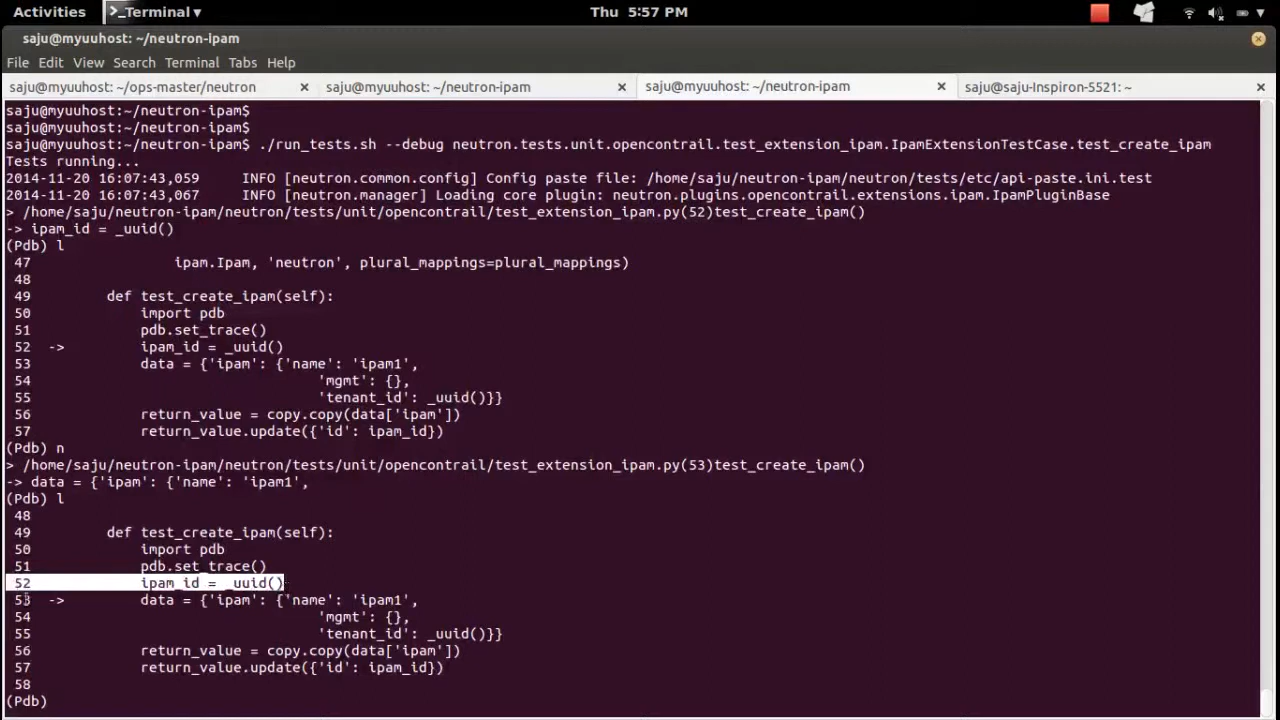 Activities
Terminal
Thu 5:57 PM
saju@myuuhost: ~/neutron-ipam
File Edit View Search Terminal Tabs Help
saju@myuuhost: ~/ops-master/neutron
saju@myuuhost: ~/neutron-ipam
saju@myuuhost: ~/neutron-ipam
saju@saju-Inspiron-5521: ~
saju@myuuhost:~/neutron-ipam$
saju@myuuhost:~/neutron-ipam$
saju@myuuhost:~/neutron-ipam$ ./run_tests.sh --debug neutron.tests.unit.opencontrail.test_extension_ipam.IpamExtensionTestCase.test_create_ipam
Tests running...
2014-11-20 16:07:43,059     INFO [neutron.common.config] Config paste file: /home/saju/neutron-ipam/neutron/tests/etc/api-paste.ini.test
2014-11-20 16:07:43,067     INFO [neutron.manager] Loading core plugin: neutron.plugins.opencontrail.extensions.ipam.IpamPluginBase
> /home/saju/neutron-ipam/neutron/tests/unit/opencontrail/test_extension_ipam.py(52)test_create_ipam()
-> ipam_id = _uuid()
(Pdb) l
47                  ipam.Ipam, 'neutron', plural_mappings=plural_mappings)
48
49          def test_create_ipam(self):
50              import pdb
51              pdb.set_trace()
52  ->          ipam_id = _uuid()
53              data = {'ipam': {'name': 'ipam1',
54                                   'mgmt': {},
55                                   'tenant_id': _uuid()}}
56              return_value = copy.copy(data['ipam'])
57              return_value.update({'id': ipam_id})
(Pdb) n
> /home/saju/neutron-ipam/neutron/tests/unit/opencontrail/test_extension_ipam.py(53)test_create_ipam()
-> data = {'ipam': {'name': 'ipam1',
(Pdb) l
48
49          def test_create_ipam(self):
50              import pdb
51              pdb.set_trace()
52              ipam_id = _uuid()
53  ->          data = {'ipam': {'name': 'ipam1',
54                                   'mgmt': {},
55                                   'tenant_id': _uuid()}}
56              return_value = copy.copy(data['ipam'])
57              return_value.update({'id': ipam_id})
58
(Pdb)